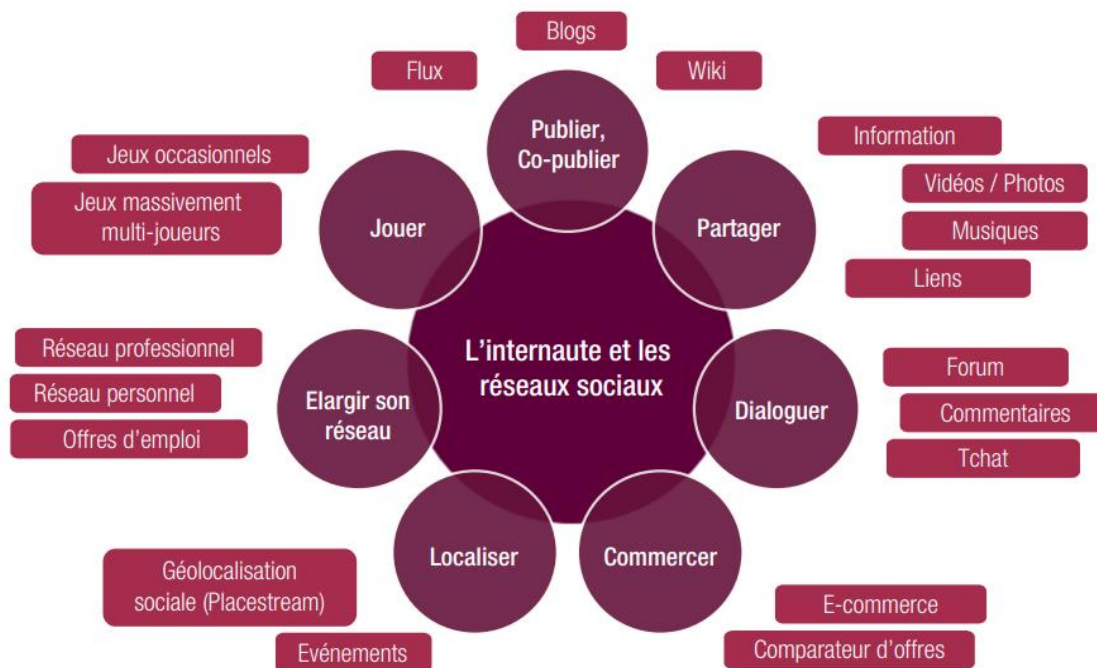 Blogs
Flux
Wiki
Publier,
Co-publier
Information
Vidéos / Photos
Musiques
Liens
Partager
Jeux occasionnels
Jeux massivement
multi-joueurs
Jouer
L'internaute et les
réseaux sociaux
Réseau professionnel
Réseau personnel
Offres d'emploi
Elargir son
réseau
Dialoguer
Forum
Commentaires
Tchat
Localiser
Commercer
Géolocalisation
sociale (Placestream)
Evénements
E-commerce
Comparateur d'offres